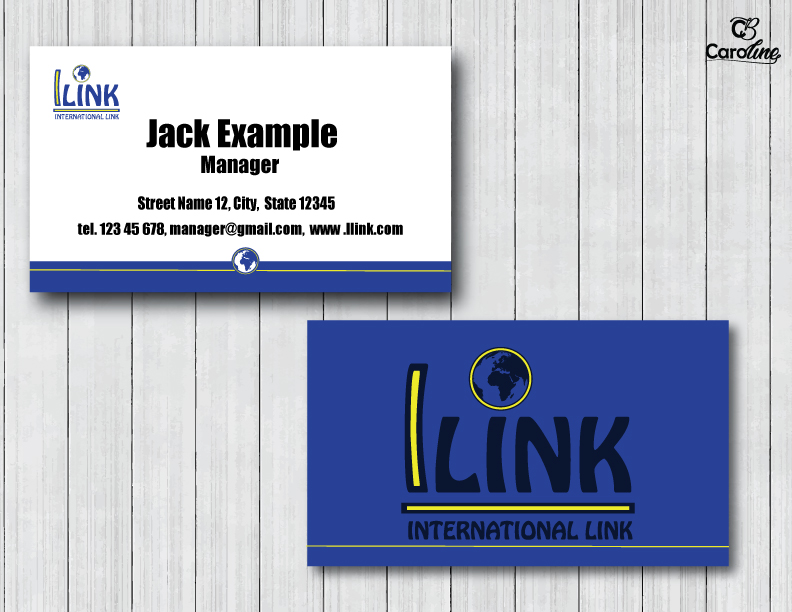 CB
Caroline
ILINK
INTERNATIONAL LINK
Jack Example
Manager
Street Name 12, City, State 12345
tel. 123 45 678, manager@gmail.com, www .Ilink.com
ILINK
INTERNATIONAL LINK